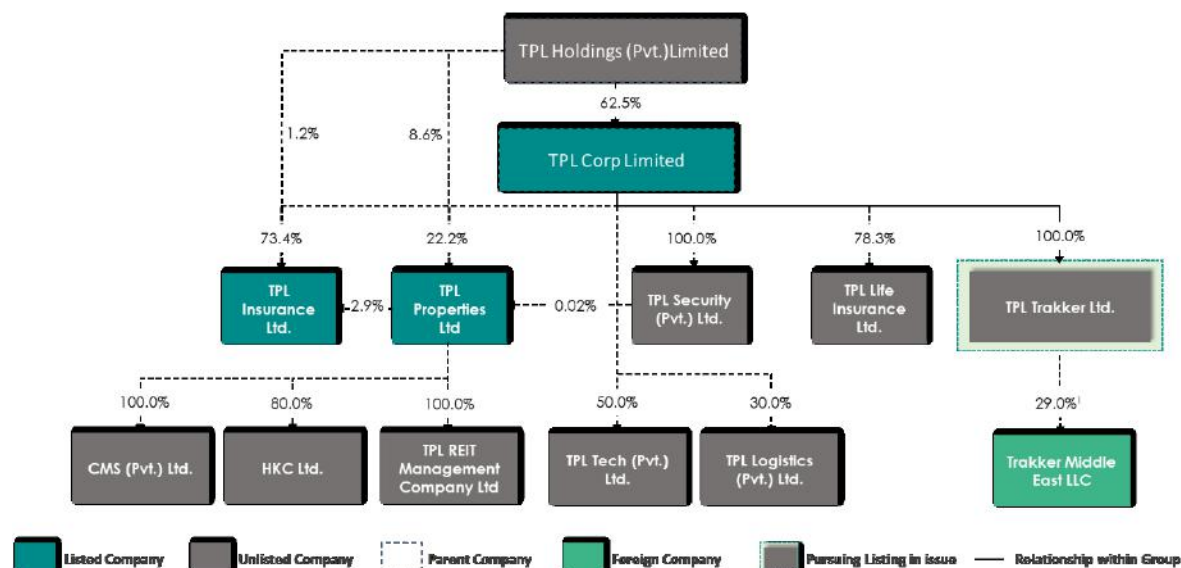 TPL Holdings (Pvt.)Limited
62.5%
1.2%
8.6%
TPL Corp Limited
73.4%
22.2%
100.0%
78.3%
100.0%
TPL
Insurance
Ltd.
2.9%
TPL
Properties
Ltd
0.02%
TPL Security
(Pvt.) Ltd.
TPL Life
Insurance
Ltd.
TPL Trakker Ltd.
100.0%
80.0%
100.0%
50.0%
30.0%
29.0%¹
CMS (Pvt.) Ltd.
HKC Ltd.
TPL REIT
Management
Company Ltd
TPL Tech (Pvt.)
Ltd.
TPL Logistics
(Pvt.) Ltd.
Trakker Middle
East LLC
Listed Company
Unlisted Company
Parent Company
Foreign Company
Pursuing Listing in issue
Relationship within Group